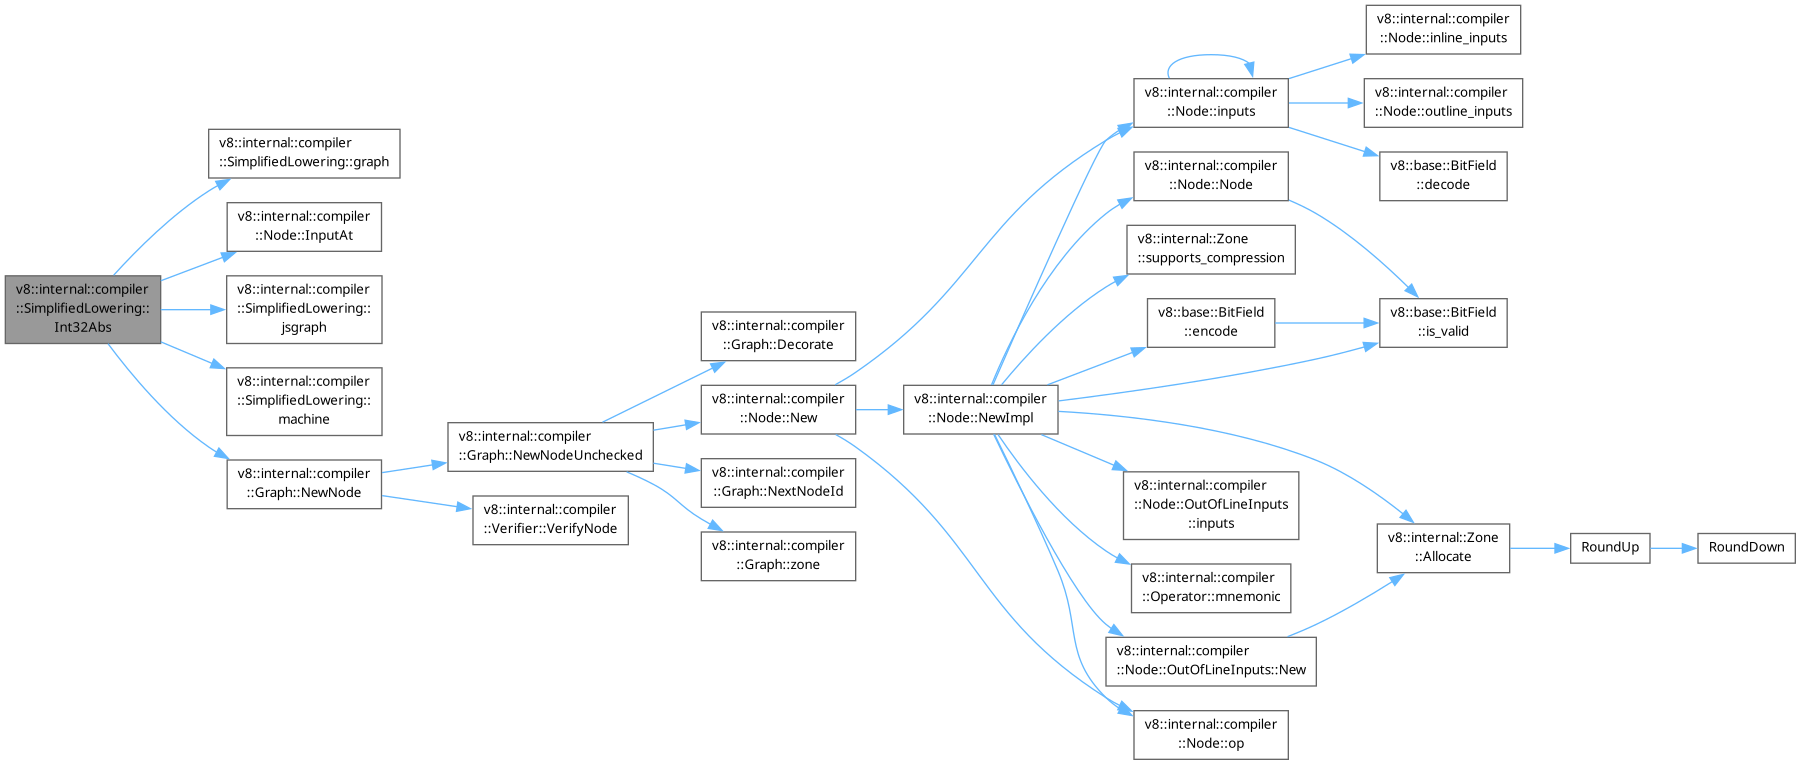 v8::internal::compiler
::SimplifiedLowering::
Int32Abs
v8::internal::compiler
::SimplifiedLowering::graph
v8::internal::compiler
::Node::InputAt
v8::internal::compiler
::SimplifiedLowering::
jsgraph
v8::internal::compiler
::SimplifiedLowering::
machine
v8::internal::compiler
::Graph::NewNode
v8::internal::compiler
::Graph::NewNodeUnchecked
v8::internal::compiler
::Verifier::VerifyNode
v8::internal::compiler
::Graph::Decorate
v8::internal::compiler
::Node::New
v8::internal::compiler
::Graph::NextNodeId
v8::internal::compiler
::Graph::zone
v8::internal::compiler
::Node::NewImpl
v8::internal::compiler
::Node::inputs
v8::internal::compiler
::Node::Node
v8::internal::Zone
::supports_compression
v8::base::BitField
::encode
v8::internal::compiler
::Node::OutOfLineInputs
::inputs
v8::internal::compiler
::Operator::mnemonic
v8::internal::compiler
::Node::OutOfLineInputs::New
v8::internal::compiler
::Node::op
v8::internal::compiler
::Node::inline_inputs
v8::internal::compiler
::Node::outline_inputs
v8::base::BitField
::decode
v8::base::BitField
::is_valid
v8::internal::Zone
::Allocate
RoundUp
RoundDown